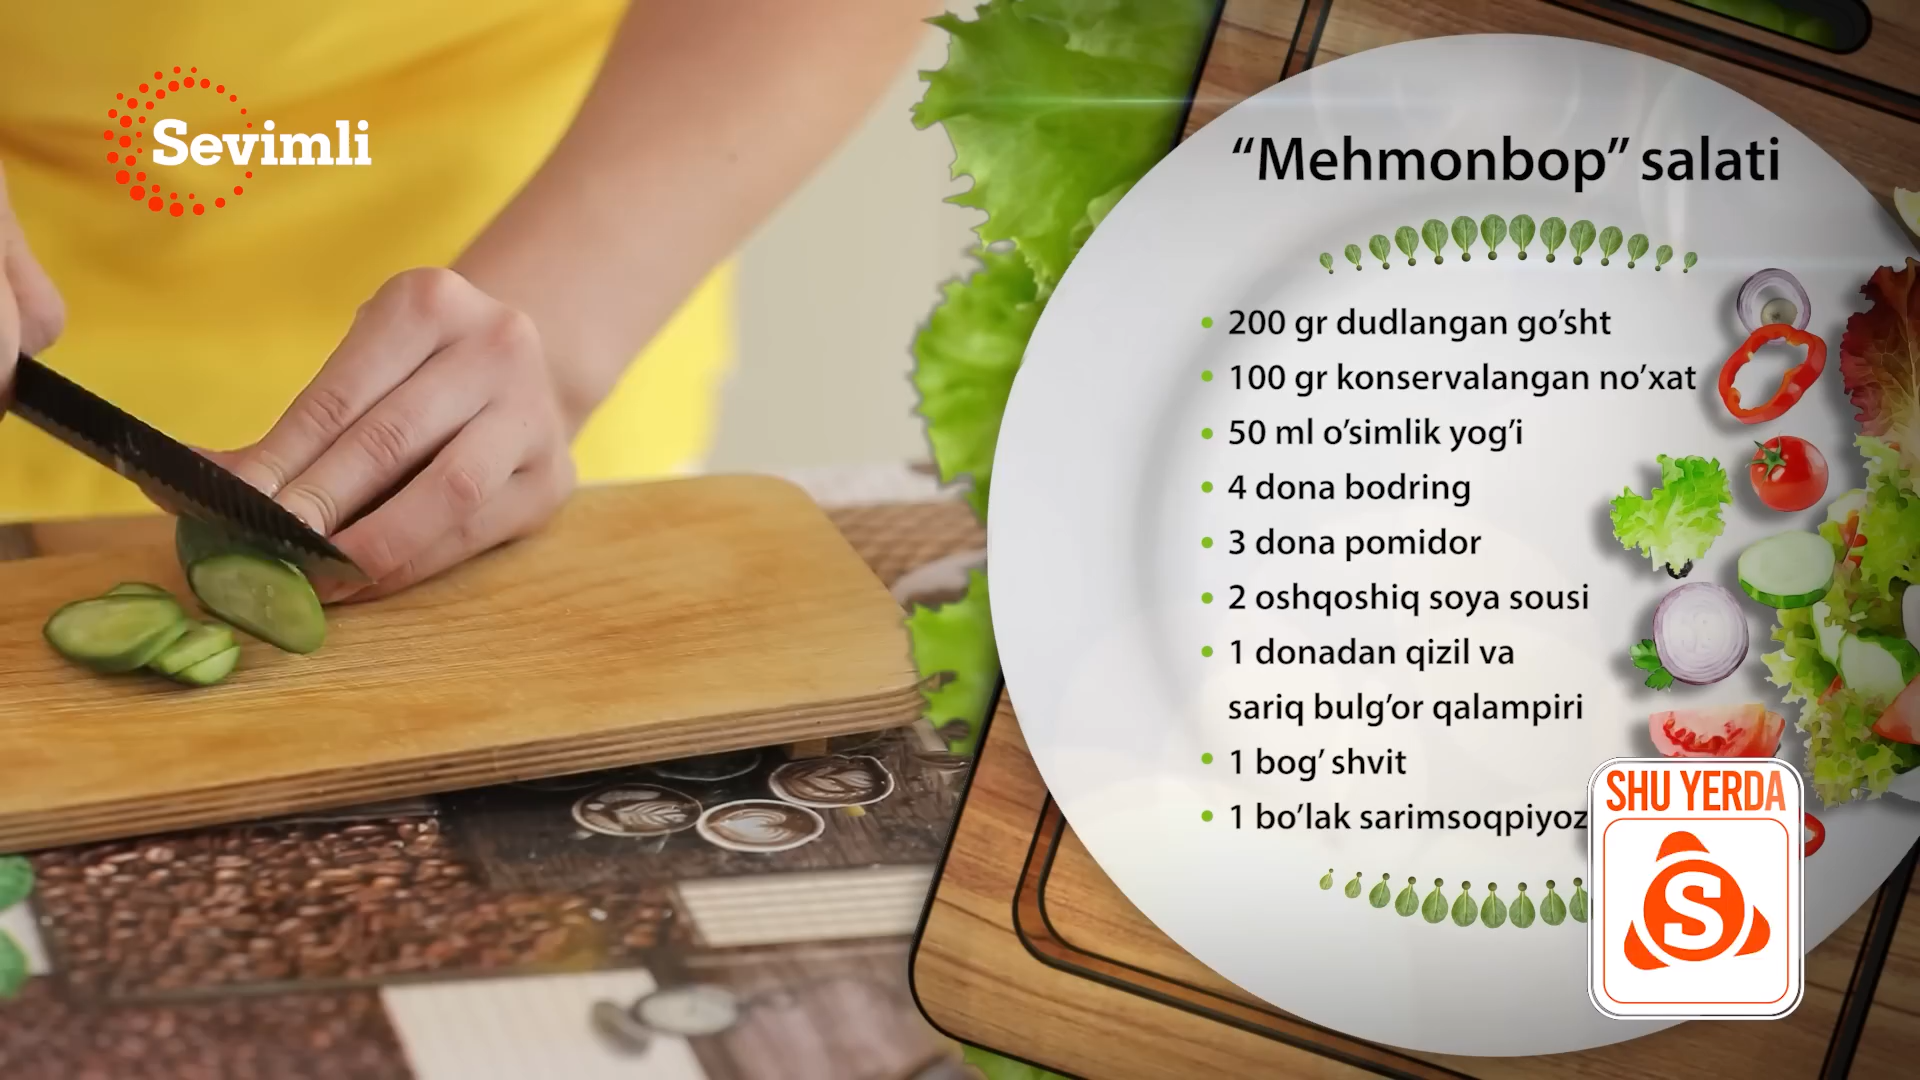 Sevimli
“Mehmonbop” salati
• 200 gr dudlangan go’sht
• 100 gr konservalangan no’xat
• 50 ml o’simlik yog’i
• 4 dona bodring
• 3 dona pomidor
• 2 oshqoshiq soya sousi
• 1 donadan qizil va
sariq bulg’or qalampiri
• 1 bog’ shvit
• 1 bo’lak sarimsoqpiyoz
SHU YERDA
S